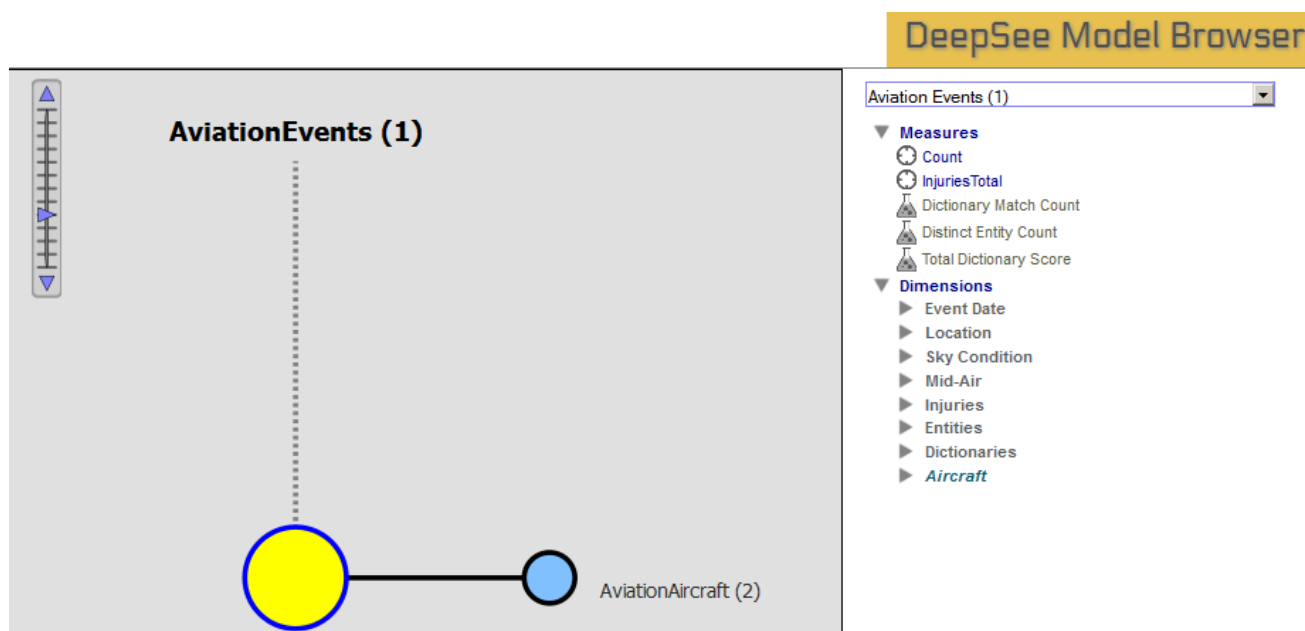 DeepSee Model Browser
AviationEvents (1)
AviationAircraft (2)
Aviation Events (1)
Measures
Count
InjuriesTotal
Dictionary Match Count
Distinct Entity Count
Total Dictionary Score
Dimensions
Event Date
Location
Sky Condition
Mid-Air
Injuries
Entities
Dictionaries
Aircraft